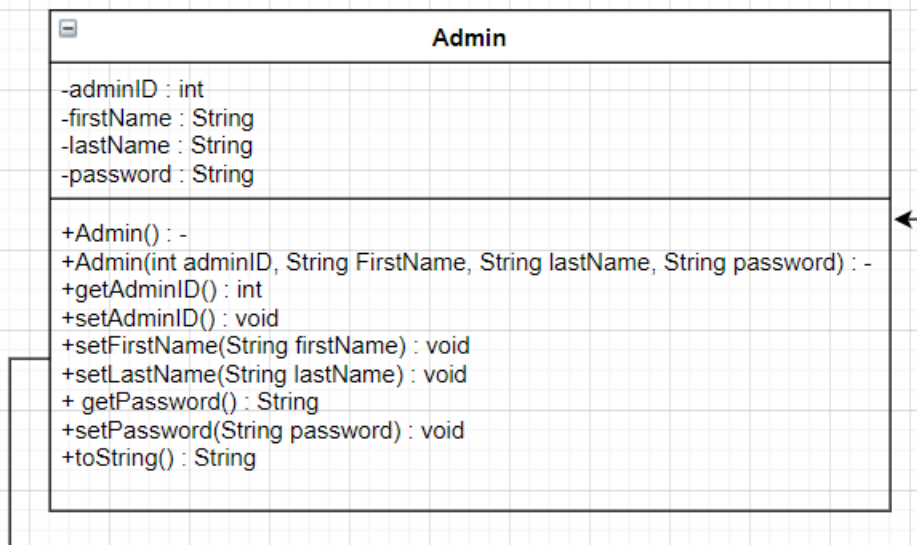 Admin
-adminID : int
-firstName : String
-lastName : String
-password : String
+Admin() : -
+Admin(int adminID, String FirstName, String lastName, String password) : -
+getAdminID() : int
+setAdminID() : void
+setFirstName(String firstName) : void
+setLastName(String lastName) : void
+ getPassword() : String
+setPassword(String password) : void
+toString() : String